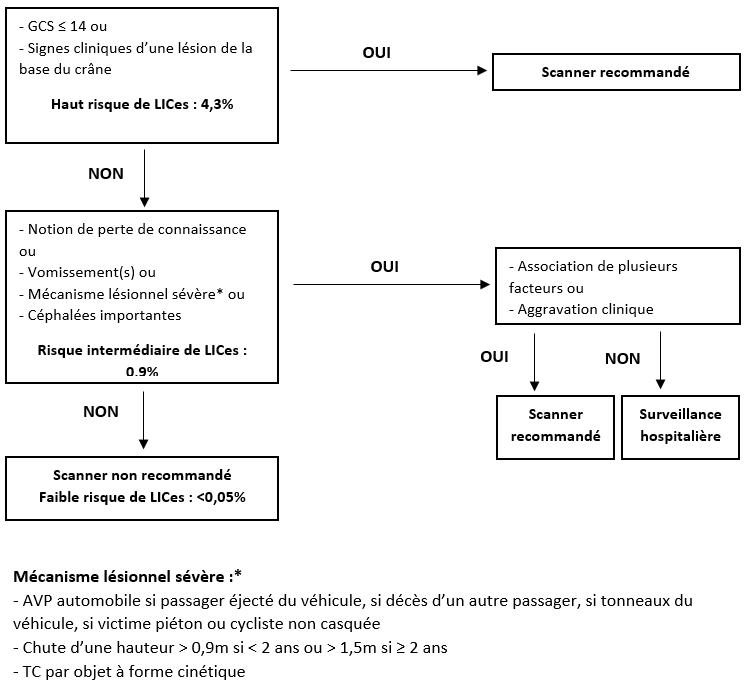 - GCS ≤ 14 ou
- Signes cliniques d'une lésion de la
base du crâne
Haut risque de LICes : 4,3%
OUI
Scanner recommandé
NON
- Notion de perte de connaissance
ou
- Vomissement(s) ou
- Mécanisme lésionnel sévère* ou
- Céphalées importantes
Risque intermédiaire de LICes :
0,9%
OUI
- Association de plusieurs
facteurs ou
- Aggravation clinique
OUI
NON
Scanner
recommandé
Surveillance
hospitalière
NON
Scanner non recommandé
Faible risque de LICes : <0,05%
Mécanisme lésionnel sévère :*
- AVP automobile si passager éjecté du véhicule, si décès d'un autre passager, si tonneaux du
véhicule, si victime piéton ou cycliste non casquée
- Chute d'une hauteur > 0,9m si < 2 ans ou > 1,5m si ≥ 2 ans
- TC par objet à forme cinétique